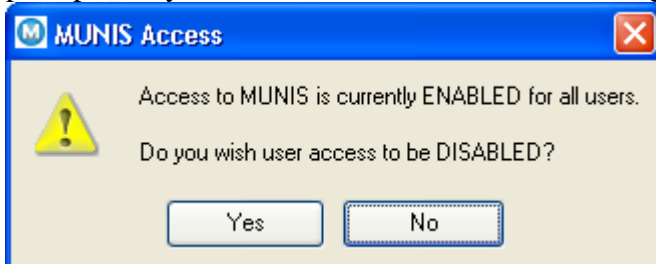 MUNIS Access
Access to MUNIS is currently ENABLED for all users.
Do you wish user access to be DISABLED?
Yes No